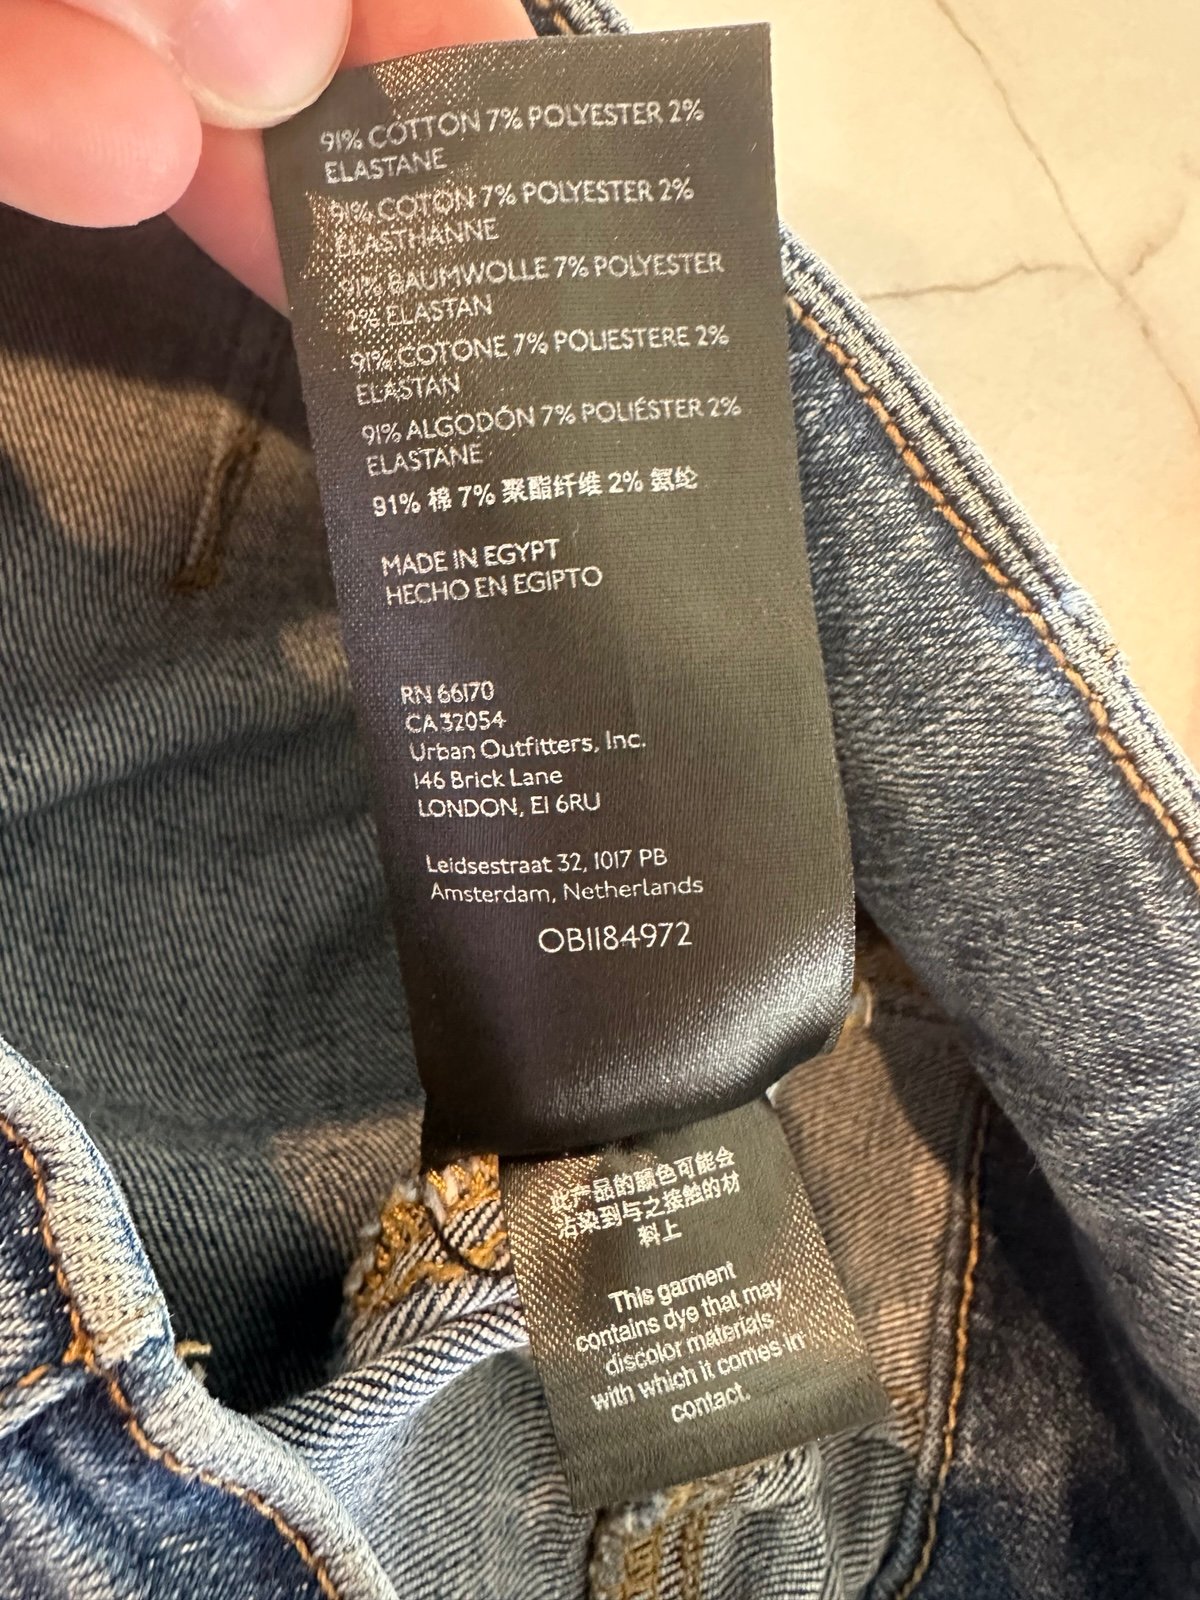 91% COTTON 7% POLYESTER 2%
ELASTANE
91% COTON 7% POLYESTER 2%
ELASTHANNE
91% BAUMWOLLE 7% POLYESTER
2% ELASTAN
91% COTONE 7% POLIESTERE 2%
ELASTAN
91% ALGODÓN 7% POLIÉSTER 2%
ELASTANE
91% 棉 7% 聚酯纤维 2% 氨纶
MADE IN EGYPT
HECHO EN EGIPTO
RN 66170
CA 32054
Urban Outfitters, Inc.
146 Brick Lane
LONDON, E1 6RU
Leidsestraat 32, 1017 PB
Amsterdam, Netherlands
OB1184972
此产品的颜色可能会
沾染到与之接触的材
料上
This garment
contains dye that may
discolor materials
with which it comes in
contact.